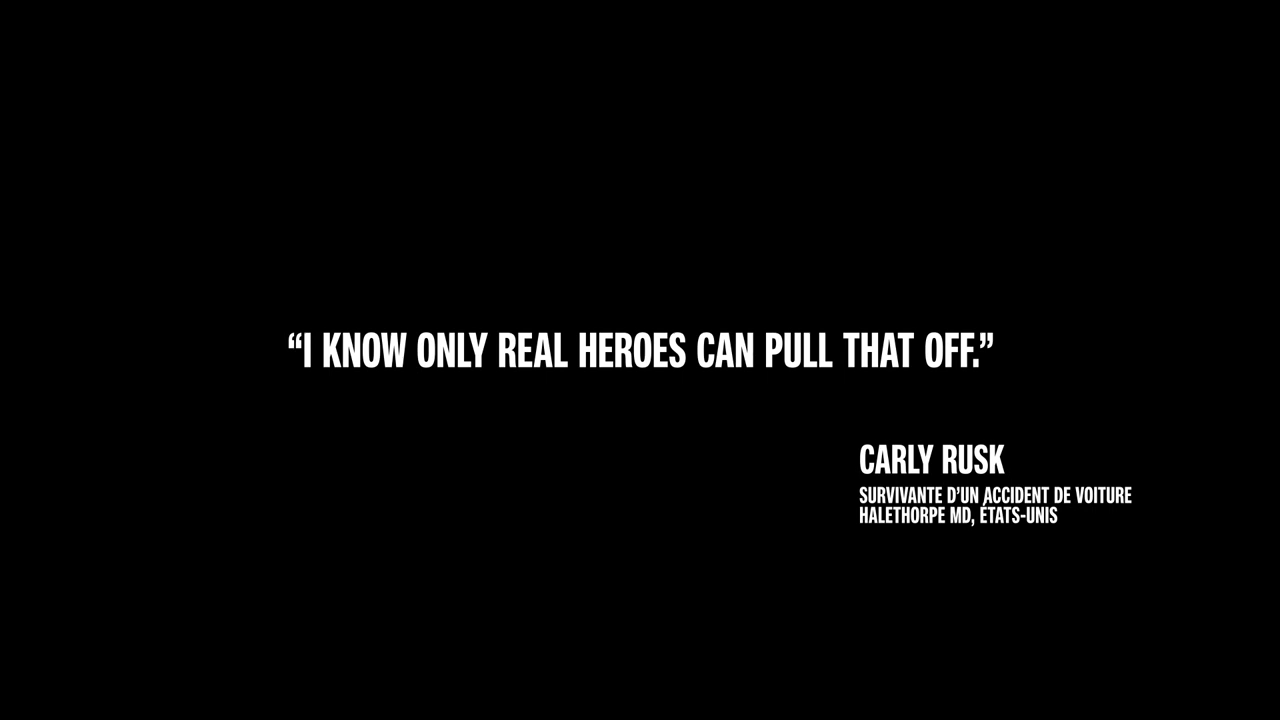 “I KNOW ONLY REAL HEROES CAN PULL THAT OFF.”
CARLY RUSK
SURVIVANTE D’UN ACCIDENT DE VOITURE
HALETHORPE MD, ÉTATS-UNIS